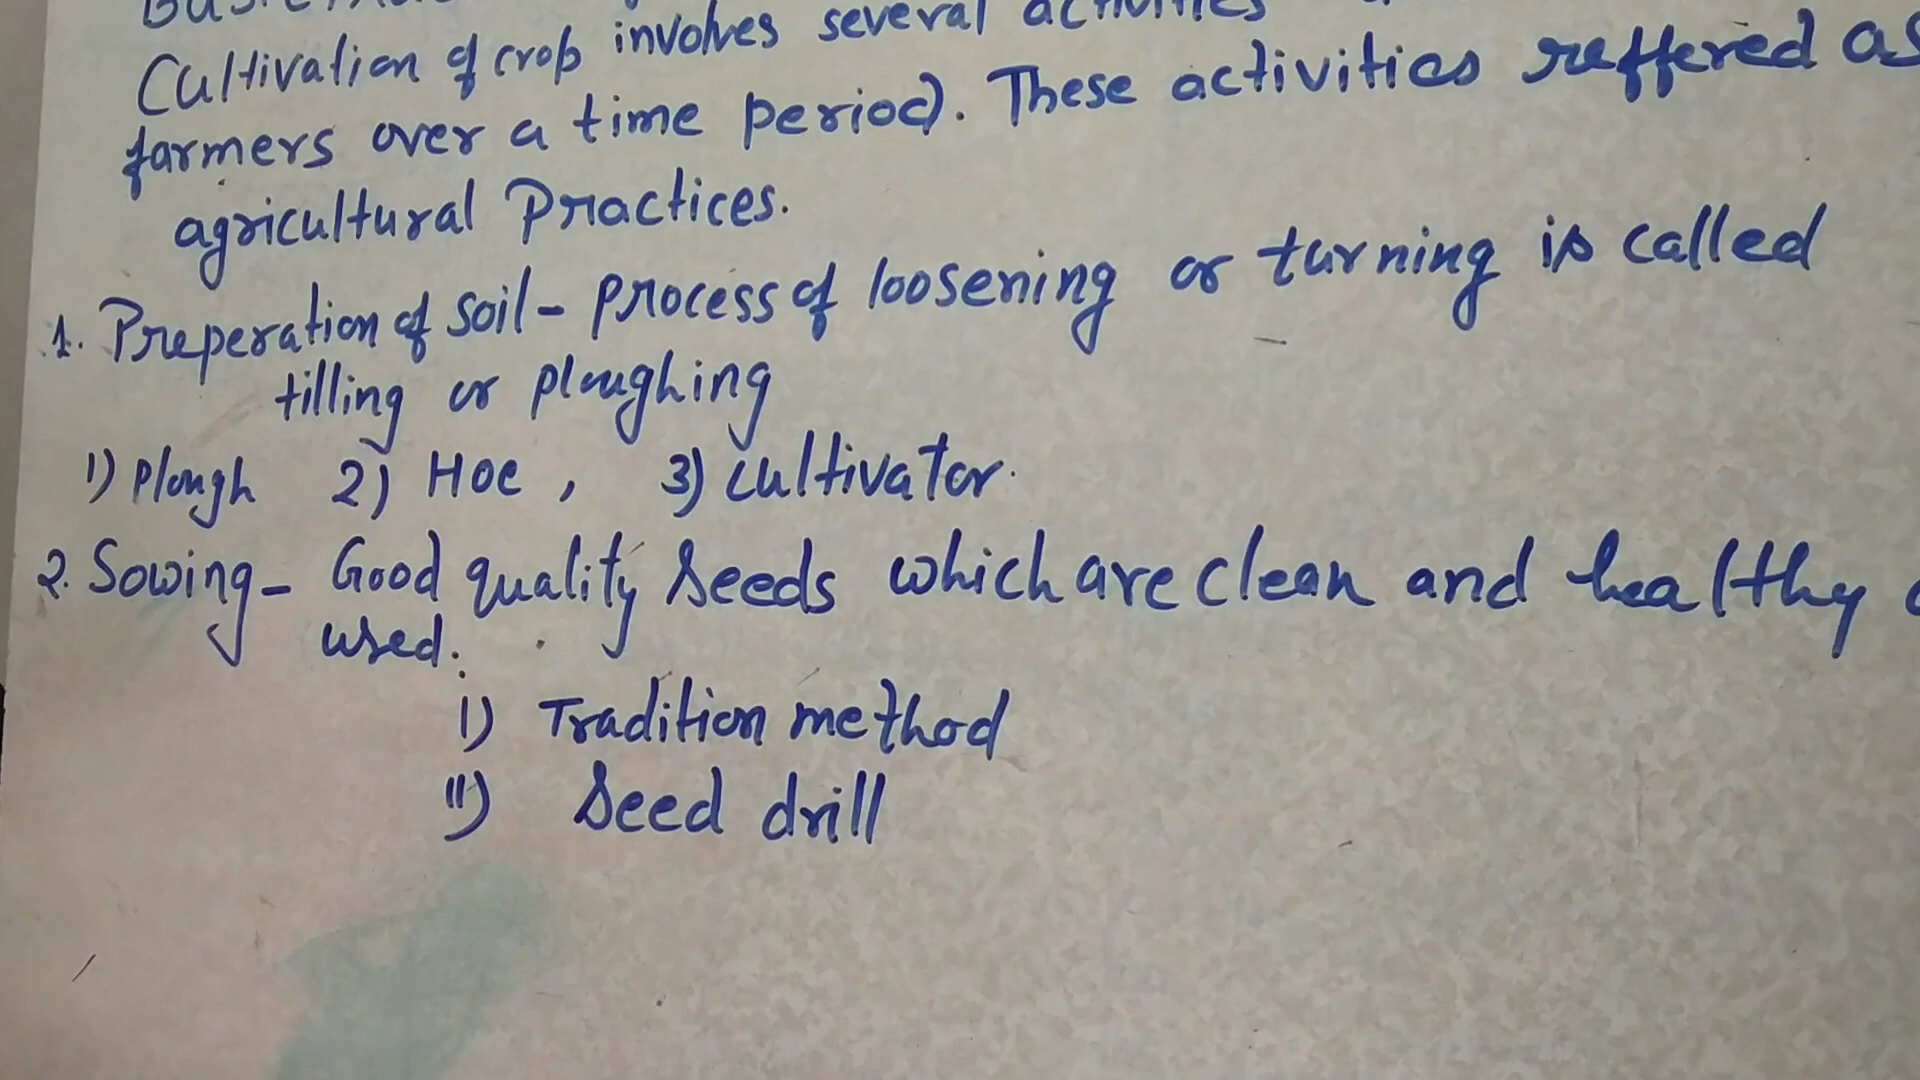 Cultivation of crop involves several activities
farmers over a time period. These activities reffered as
agricultural Practices.
1. Preperation of soil - process of loosening or turning is called
tilling or ploughing
1) Plough 2) Hoe , 3) cultivator.
2. Sowing - Good quality seeds which are clean and healthy
used.
i) Tradition method
ii) Seed drill